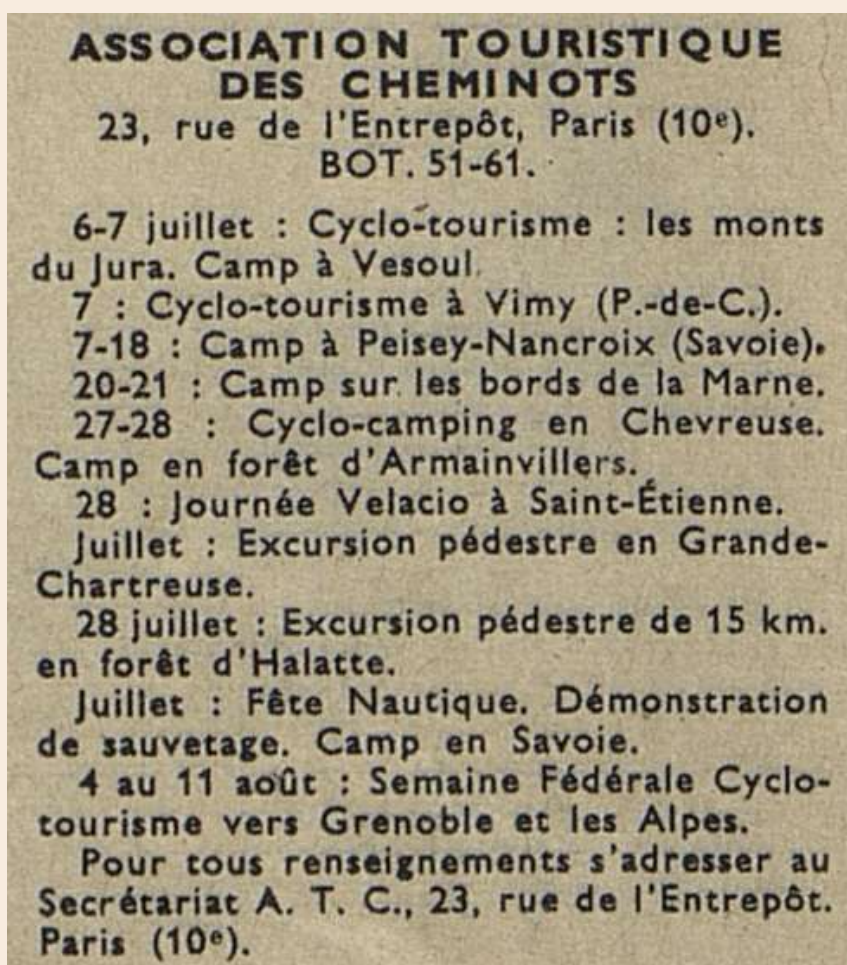 ASSOCIATION TOURISTIQUE
DES CHEMINOTS
23, rue de l'Entrepôt, Paris (10e).
BOT. 51-61.
6-7 juillet : Cyclo-tourisme : les monts
du Jura. Camp à Vesoul.
7 : Cyclo-tourisme à Vimy (P.-de-C.).
7-18 : Camp à Peisey-Nancroix (Savoie).
20-21 : Camp sur les bords de la Marne.
27-28 : Cyclo-camping en Chevreuse.
Camp en forêt d'Armainvillers.
28 : Journée Velacio à Saint-Étienne.
Juillet : Excursion pédestre en Grande-
Chartreuse.
28 juillet : Excursion pédestre de 15 km.
en forêt d'Halatte.
Juillet : Fête Nautique. Démonstration
de sauvetage. Camp en Savoie.
4 au 11 août : Semaine Fédérale Cyclo-
tourisme vers Grenoble et les Alpes.
Pour tous renseignements s'adresser au
Secrétariat A. T. C., 23, rue de l'Entrepôt.
Paris (10e).